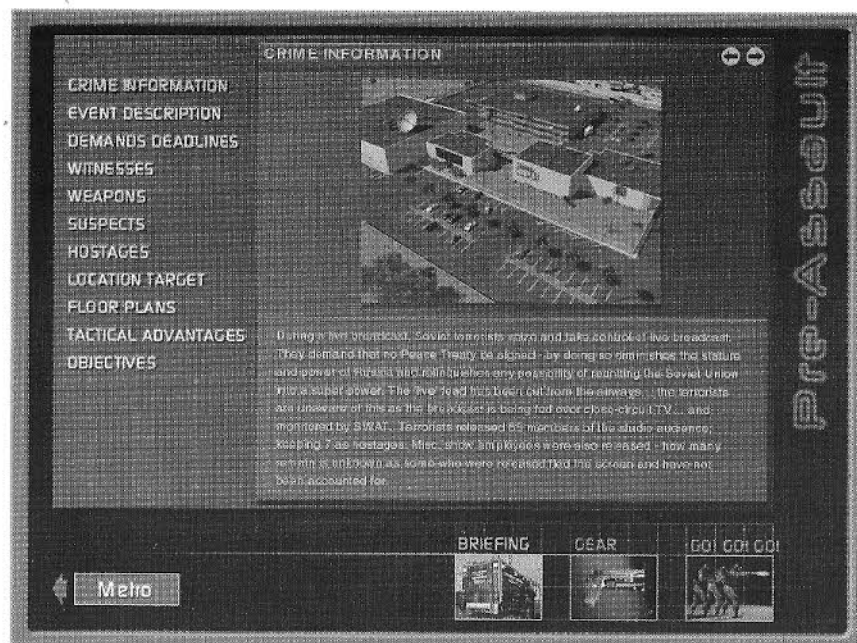 CRIME INFORMATION
CRIME INFORMATION
EVENT DESCRIPTION
DEMANDS DEADLINES
WITNESSES
WEAPONS
SUSPECTS
HOSTAGES
LOCATION TARGET
FLOOR PLANS
TACTICAL ADVANTAGES
OBJECTIVES
During a live broadcast, Soviet terrorists storm and take control of live broadcast.
They demand that no Peace Treaty be signed - by doing so diminishes the stature
and power of Russia and relinquishes any possibility of reuniting the Soviet Union
into a super power. The 'live' feed has been cut from the airways... the terrorists
are unaware of this as the broadcast is being fed over close-circuit TV... and
monitored by SWAT. Terrorists released 65 members of the studio audience;
keeping 7 as hostages. Misc. show employees were also released - how many
remain is unknown as some who were released fled the screen and have not
been accounted for.
Pre-Assault
BRIEFING
GEAR
GO! GO! GO!
Metro